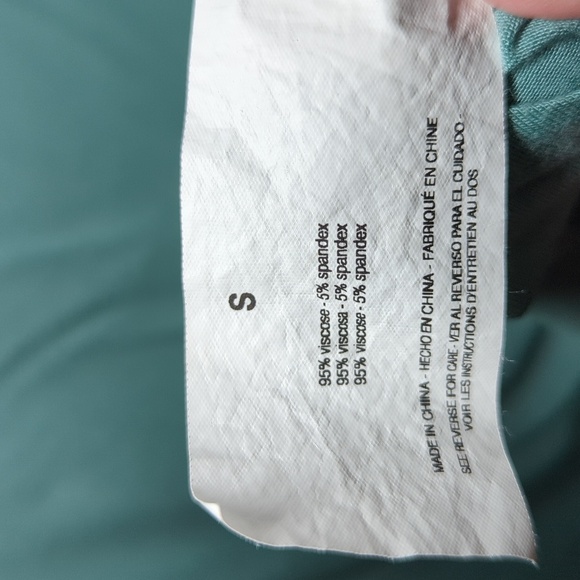 S
95% viscose - 5% spandex
95% viscosa - 5% spandex
95% viscose - 5% spandex
MADE IN CHINA - HECHO EN CHINA - FABRIQUÉ EN CHINE
SEE REVERSE FOR CARE - VER AL REVERSO PARA EL CUIDADO -
VOIR LES INSTRUCTIONS D'ENTRETIEN AU DOS